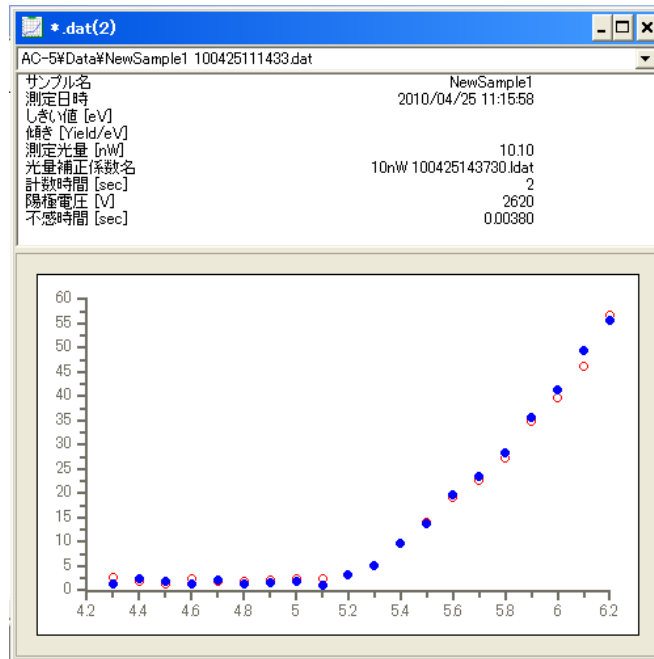 *.dat(2)
AC-5¥Data¥NewSample1 100425111433.dat
サンプル名 NewSample1
測定日時 2010/04/25 11:15:58
しきい値 [eV]
傾き [Yield/eV]
測定光量 [nW] 10.10
光量補正係数名 10nW 100425143730.ldat
計数時間 [sec] 2
陽極電圧 [V] 2620
不感時間 [sec] 0.00380
60
55
50
45
40
35
30
25
20
15
10
5
0
4.2 4.4 4.6 4.8 5 5.2 5.4 5.6 5.8 6 6.2